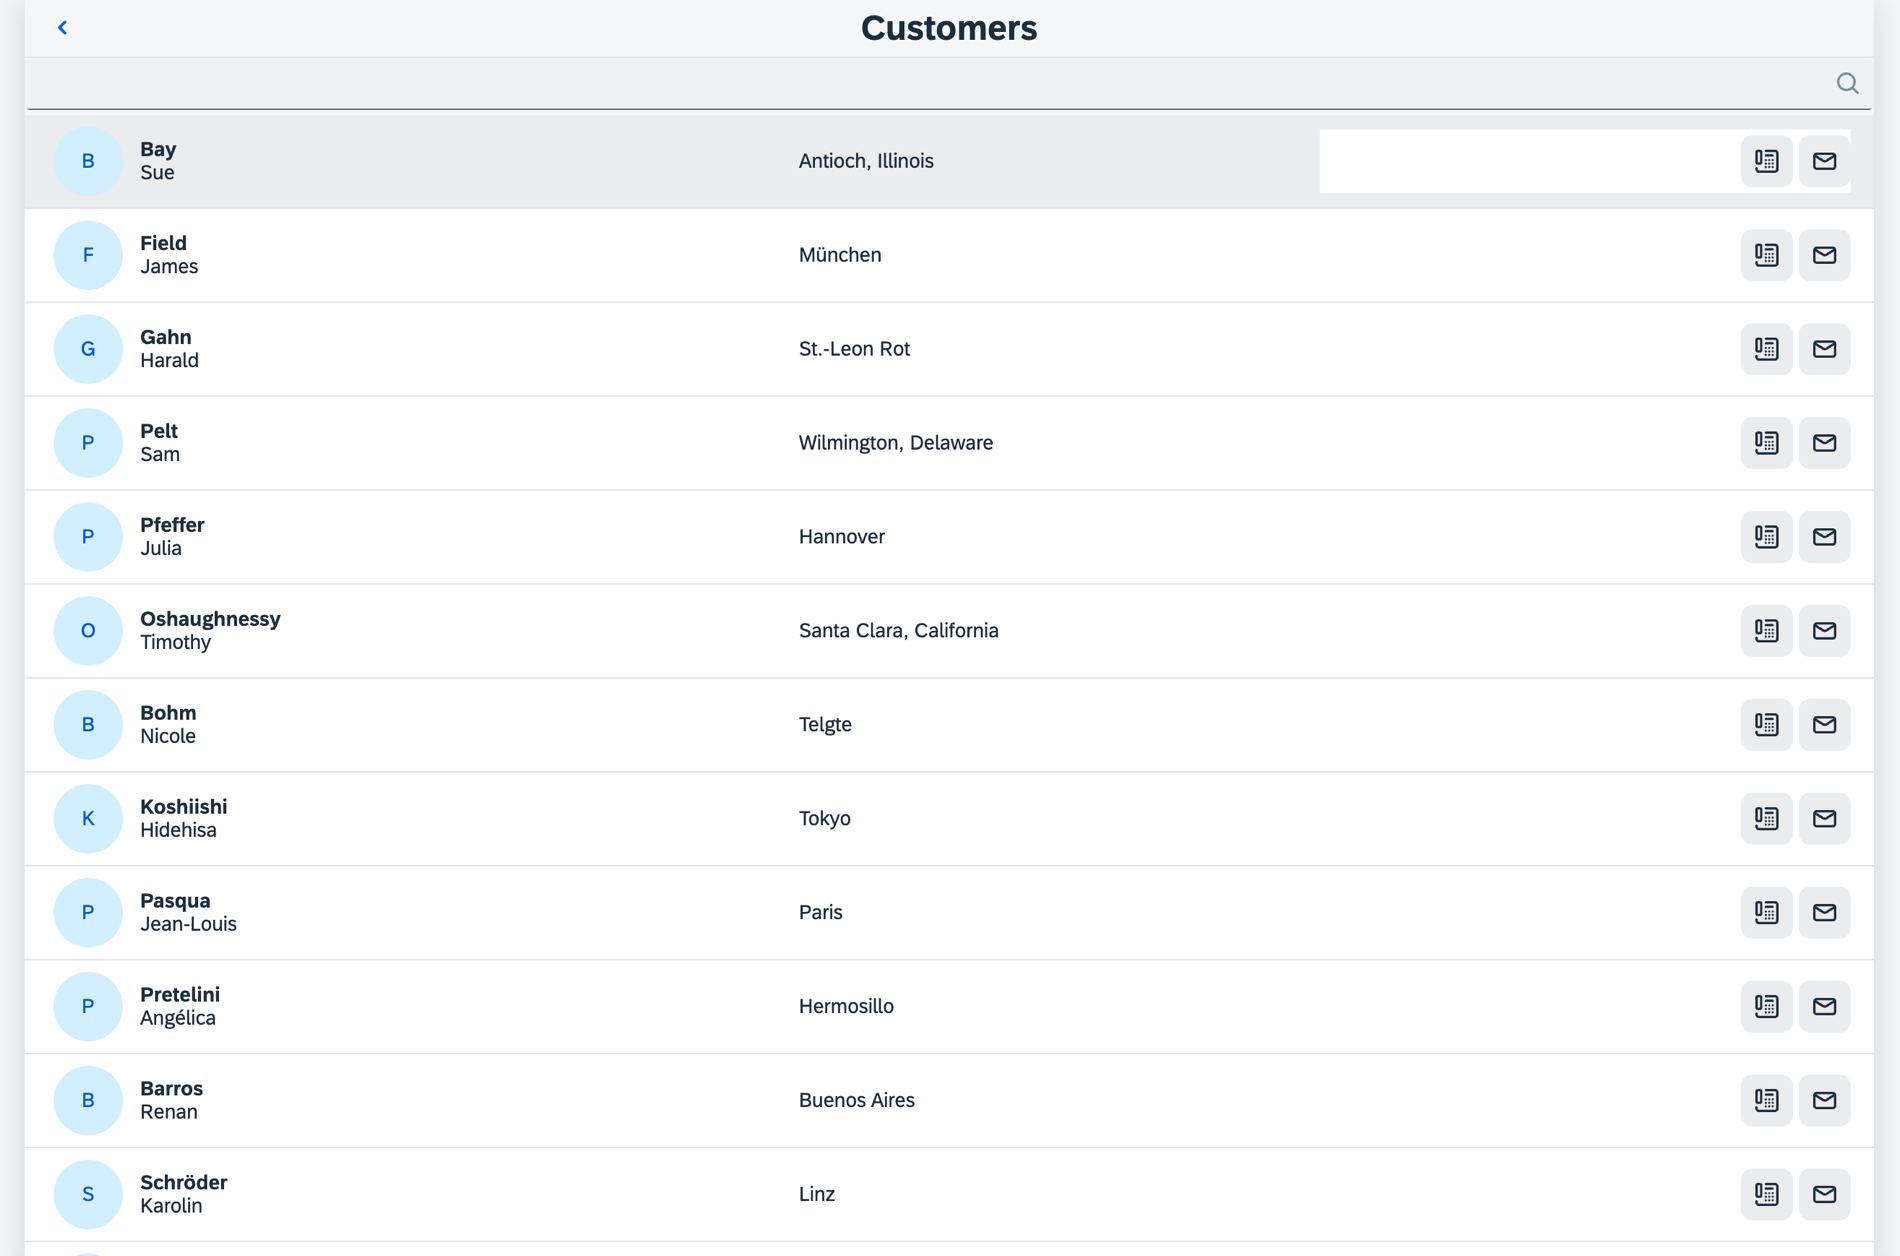 Customers
B
Bay
Sue
Antioch, Illinois
F
Field
James
München
G
Gahn
Harald
St.-Leon Rot
P
Pelt
Sam
Wilmington, Delaware
P
Pfeffer
Julia
Hannover
O
Oshaughnessy
Timothy
Santa Clara, California
B
Bohm
Nicole
Telgte
K
Koshiishi
Hidehisa
Tokyo
P
Pasqua
Jean-Louis
Paris
P
Pretelini
Angélica
Hermosillo
B
Barros
Renan
Buenos Aires
S
Schröder
Karolin
Linz